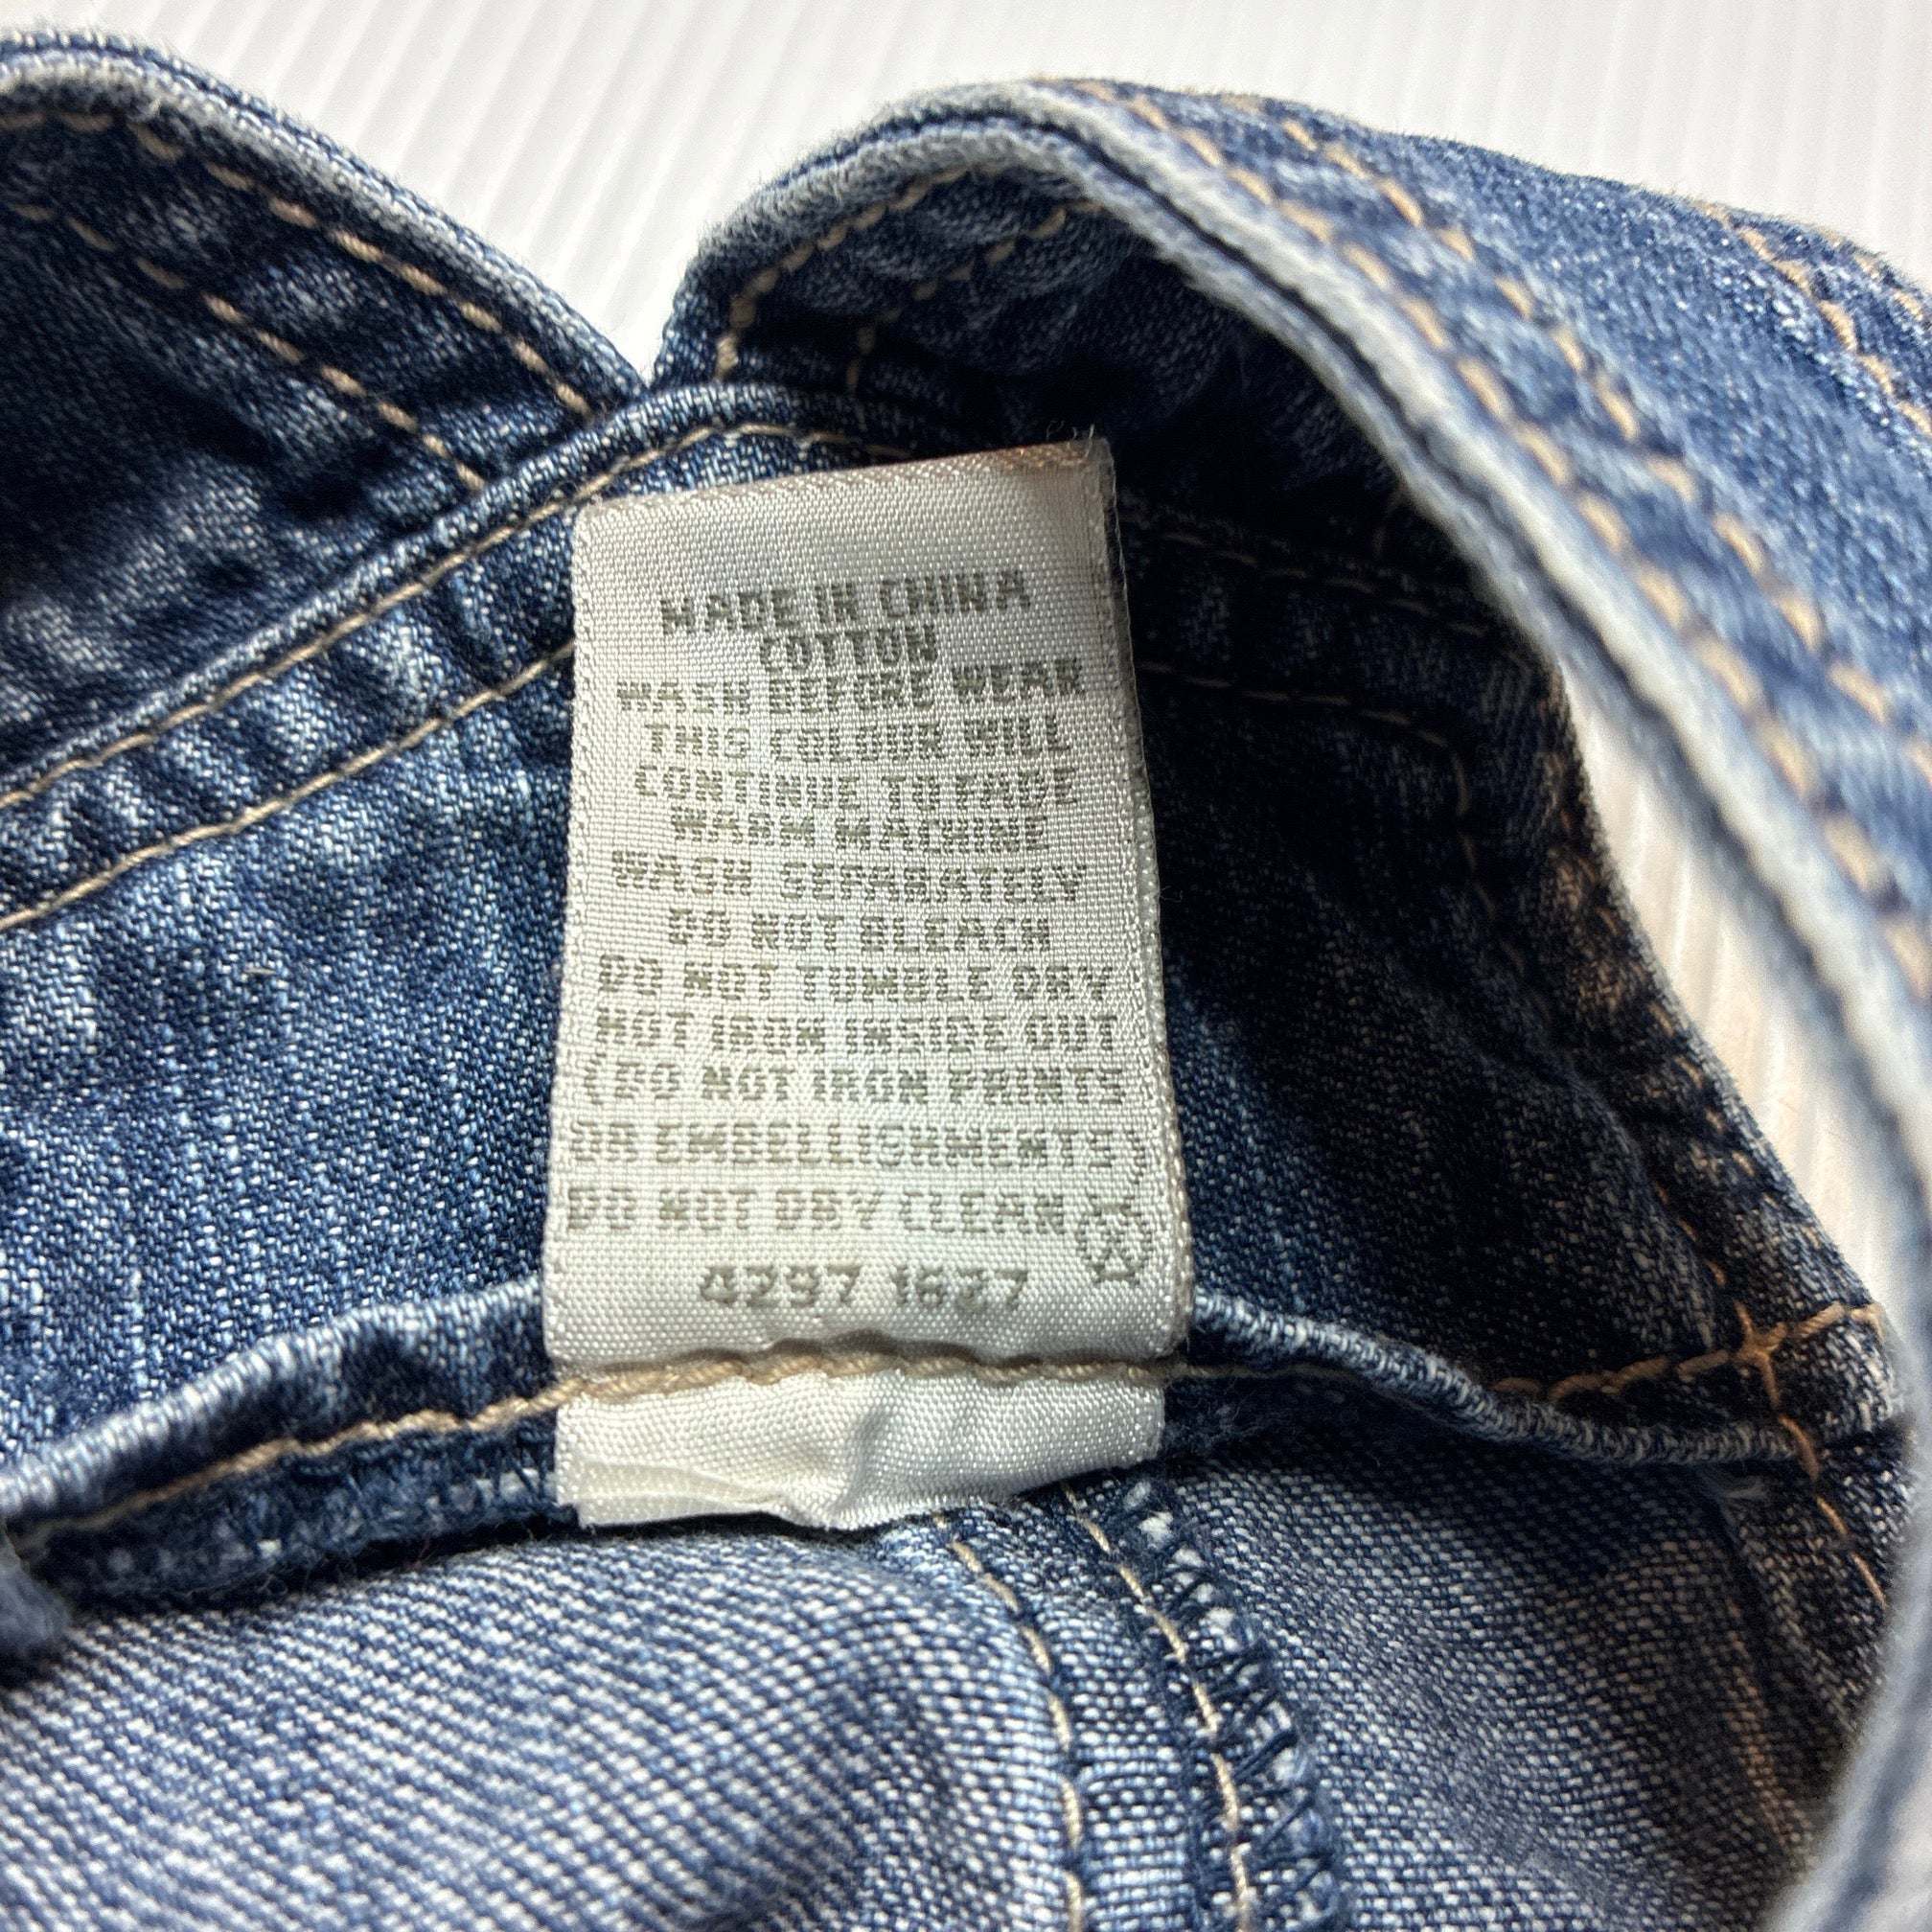 MADE IN CHINA
COTTON
WASH BEFORE WEAR
THIS COLOUR WILL
CONTINUE TO FADE
WARM MACHINE
WASH SEPARATELY
DO NOT BLEACH
DO NOT TUMBLE DRY
HOT IRON INSIDE OUT
(DO NOT IRON PRINTS
OR EMBELLISHMENTS)
DO NOT DRY CLEAN
4297